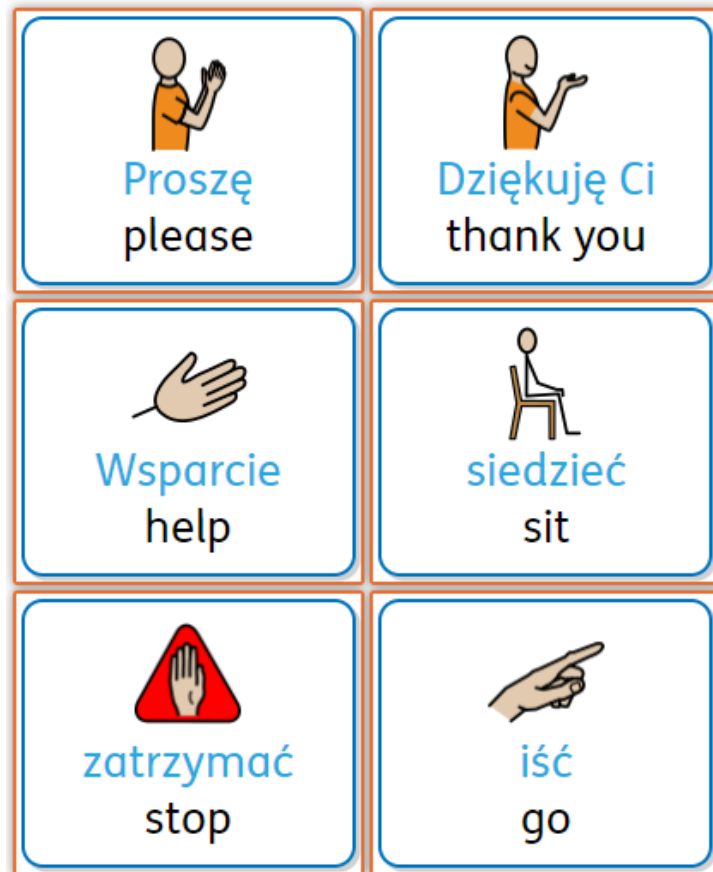 Proszę
please
Dziękuję Ci
thank you
Wsparcie
help
siedzieć
sit
zatrzymać
stop
iść
go